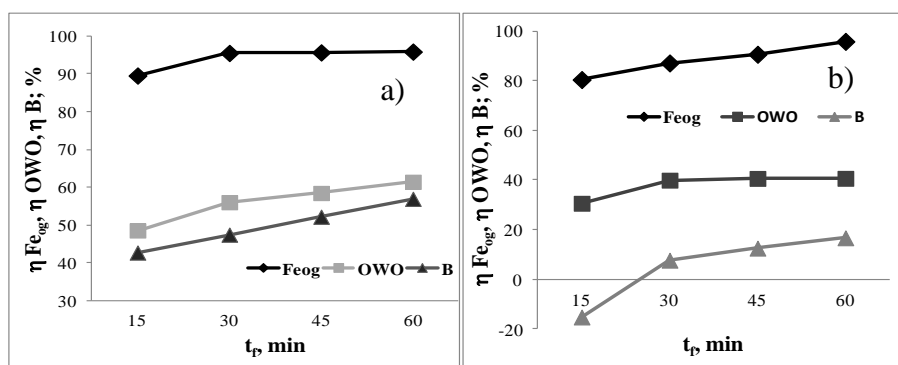 100
90
80
70
60
50
40
30
η Fe_og, η OWO, η B; %
a)
Feog OWO B
15 30 45 60
t_f, min
100
80
60
40
20
0
-20
η Fe_og, η OWO, η B; %
b)
Feog OWO B
15 30 45 60
t_f, min